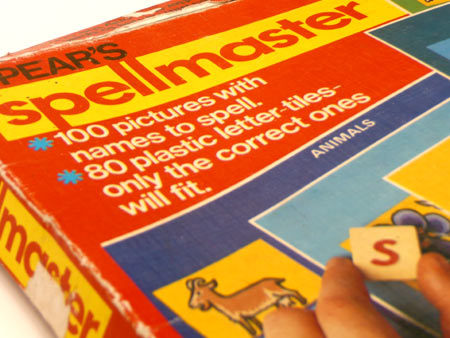 PEAR'S
spellmaster
* 100 pictures with
names to spell.
* 80 plastic letter-tiles–
only the correct ones
will fit.
ANIMALS
S
master